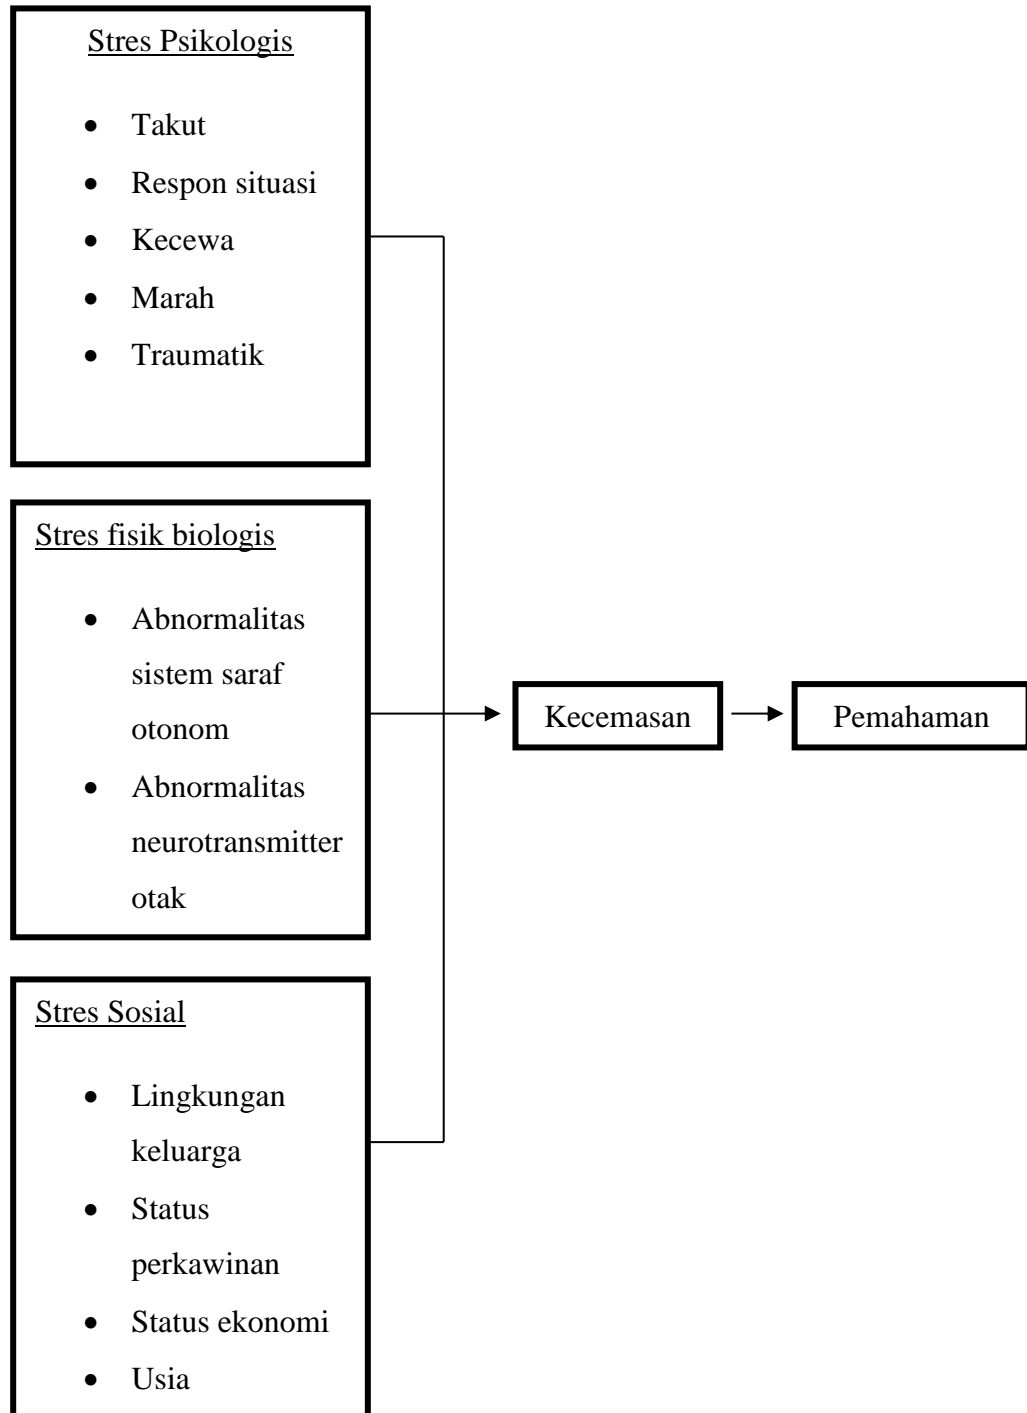 Stres Psikologis
• Takut
• Respon situasi
• Kecewa
• Marah
• Traumatik
Stres fisik biologis
• Abnormalitas
sistem saraf
otonom
• Abnormalitas
neurotransmitter
otak
Kecemasan
Pemahaman
Stres Sosial
• Lingkungan
keluarga
• Status
perkawinan
• Status ekonomi
• Usia